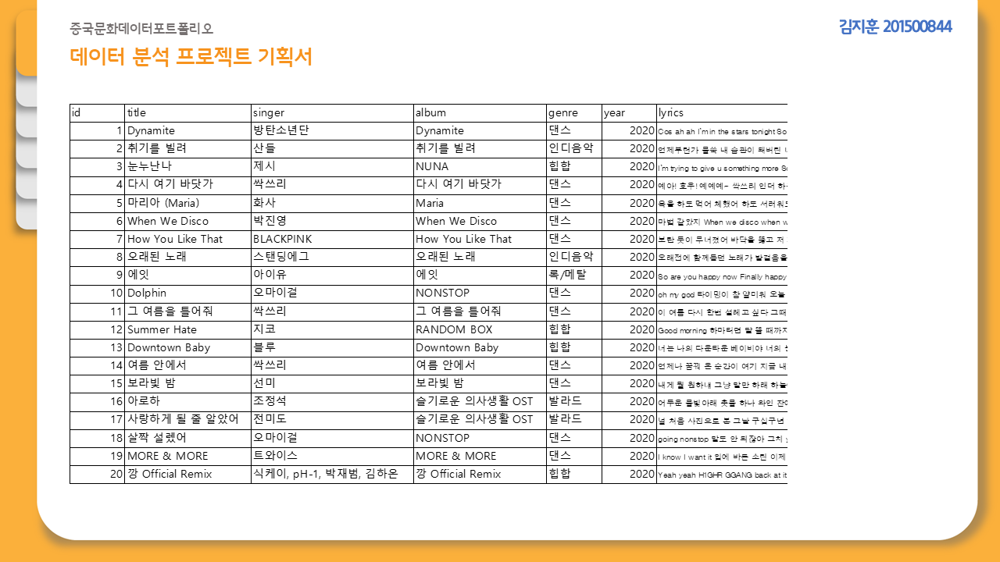 중국문화데이터포트폴리오
김지훈 201500844
데이터 분석 프로젝트 기획서
id title singer album genre year lyrics
1 Dynamite 방탄소년단 Dynamite 댄스 2020 Cos ah ah I'm in the stars tonight So
2 취기를 빌려 산들 취기를 빌려 인디음악 2020 언제부턴가 불쑥 내 습관이 돼버린
3 눈누난나 제시 NUNA 힙합 2020 I'm trying to give u something more
4 다시 여기 바닷가 싹쓰리 다시 여기 바닷가 댄스 2020 예아! 호우! 예예예~ 싹쓰리 인더
5 마리아 (Maria) 화사 Maria 댄스 2020 욕을 하도 먹어 체했어 하도
6 When We Disco 박진영 When We Disco 댄스 2020 마법 같았지 When we disco when
7 How You Like That BLACKPINK How You Like That 댄스 2020 보란 듯이 무너졌어 바닥을 뚫고 저
8 오래된 노래 스탠딩에그 오래된 노래 인디음악 2020 오래전에 함께듣던 노래가 발걸음을
9 에잇 아이유 에잇 록/메탈 2020 So are you happy now Finally happy
10 Dolphin 오마이걸 NONSTOP 댄스 2020 oh my god 타이밍이 참 얄미워 오늘
11 그 여름을 틀어줘 싹쓰리 그 여름을 틀어줘 댄스 2020 이 여름 다시 한번 설레고 싶다 그때
12 Summer Hate 지코 RANDOM BOX 힙합 2020 Good morning 하마터면 달 뜰 때까지
13 Downtown Baby 블루 Downtown Baby 힙합 2020 너는 나의 다운타운 베이비야 너의
14 여름 안에서 싹쓰리 여름 안에서 댄스 2020 언제나 꿈꿔 온 순간이 여기 지금 내
15 보라빛 밤 선미 보라빛 밤 댄스 2020 내게 뭘 원하냬 그냥 말만 하래
16 아로하 조정석 슬기로운 의사생활 OST 발라드 2020 어두운 불빛아래 촛불 하나 와인
17 사랑하게 될 줄 알았어 전미도 슬기로운 의사생활 OST 발라드 2020 널 처음 사진으로 본 그날 구십구년
18 살짝 설렜어 오마이걸 NONSTOP 댄스 2020 going nonstop 말도 안 되잖아 그치
19 MORE & MORE 트와이스 MORE & MORE 댄스 2020 I know I want it 입에 바른 소린 이제
20 깡 Official Remix 식케이, pH-1, 박재범, 김하온 깡 Official Remix 힙합 2020 Yeah yeah H1GHR GGANG back at it